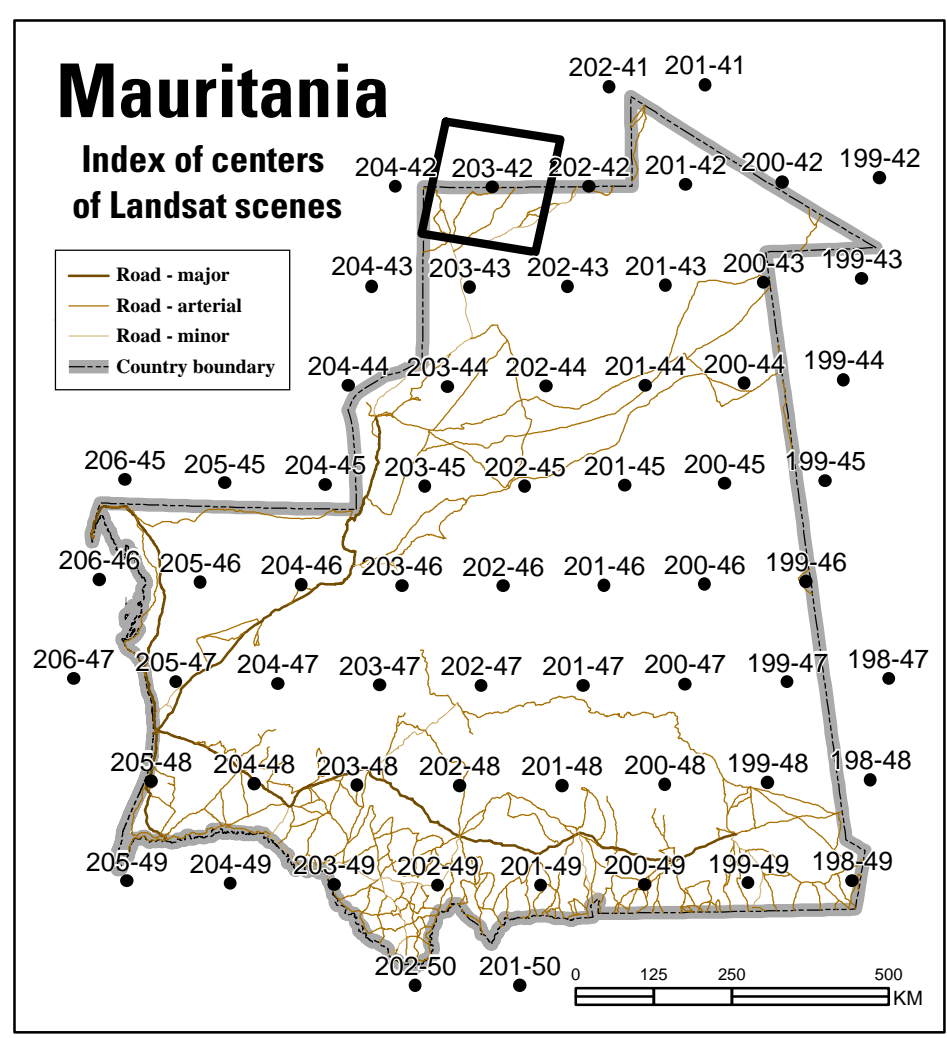 Mauritania
Index of centers
of Landsat scenes
202-41 201-41
204-42 203-42 202-42 201-42 200-42 199-42
Road - major
Road - arterial
Road - minor
Country boundary
204-43 203-43 202-43 201-43 200-43 199-43
204-44 203-44 202-44 201-44 200-44 199-44
206-45 205-45 204-45 203-45 202-45 201-45 200-45 199-45
206-46 205-46 204-46 203-46 202-46 201-46 200-46 199-46
206-47 205-47 204-47 203-47 202-47 201-47 200-47 199-47 198-47
205-48 204-48 203-48 202-48 201-48 200-48 199-48 198-48
205-49 204-49 203-49 202-49 201-49 200-49 199-49 198-49
202-50 201-50
0 125 250 500
KM